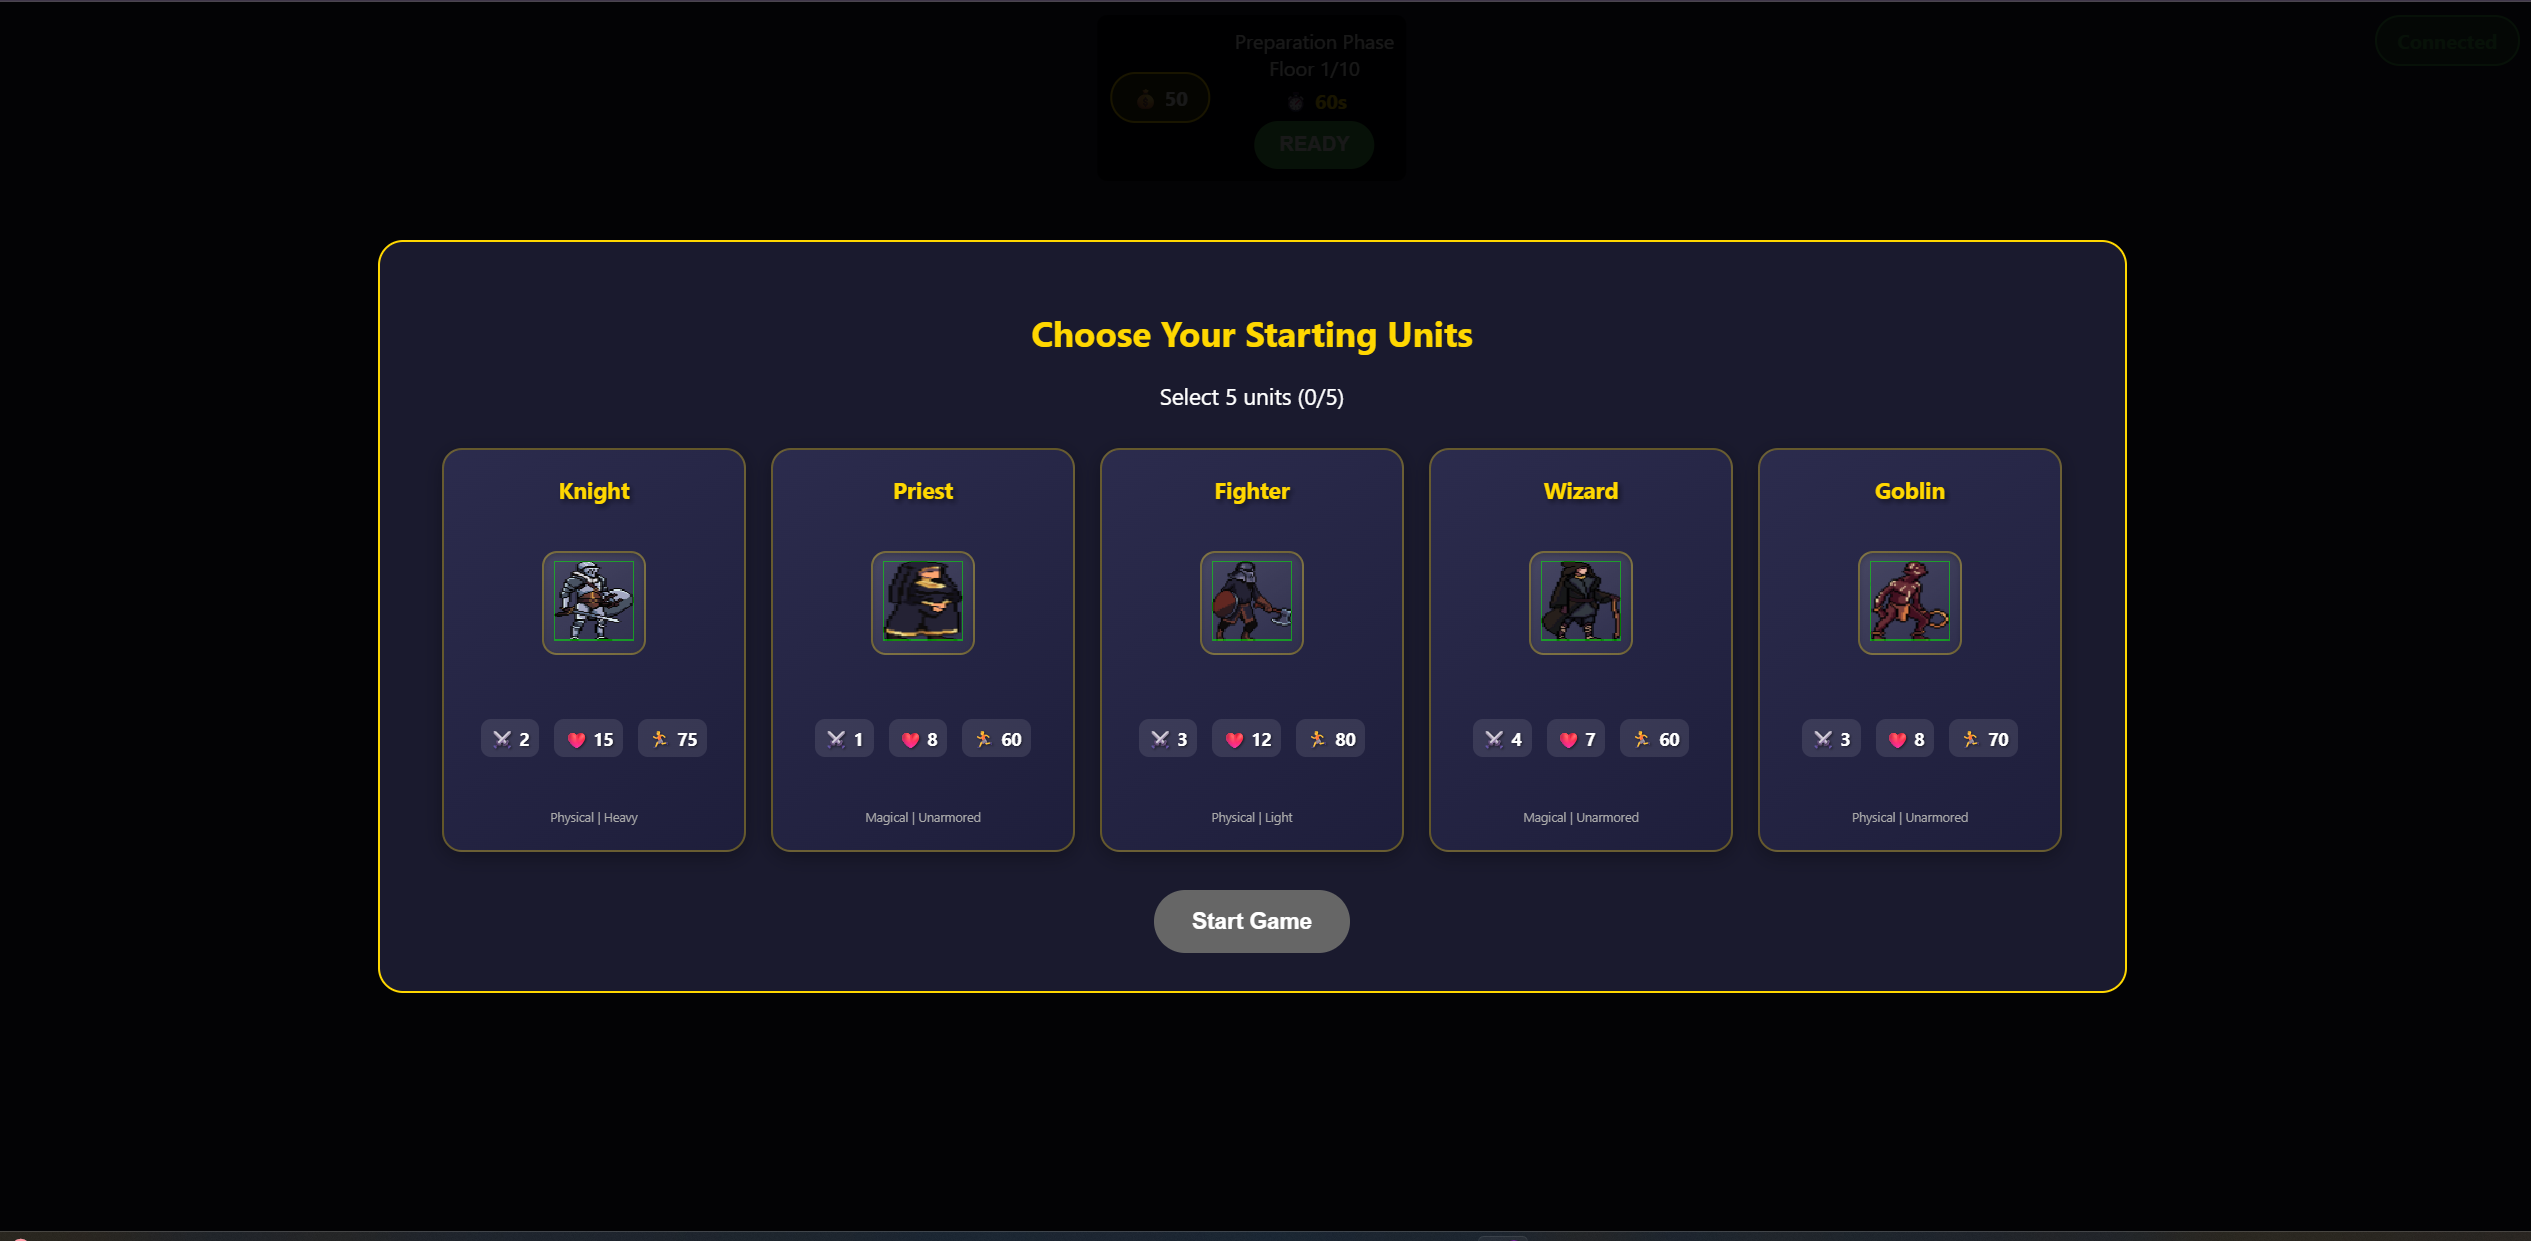 Preparation Phase
Floor 1/10
50
60s
READY
Connected
Choose Your Starting Units
Select 5 units (0/5)
Knight
2 15 75
Physical | Heavy
Priest
1 8 60
Magical | Unarmored
Fighter
3 12 80
Physical | Light
Wizard
4 7 60
Magical | Unarmored
Goblin
3 8 70
Physical | Unarmored
Start Game